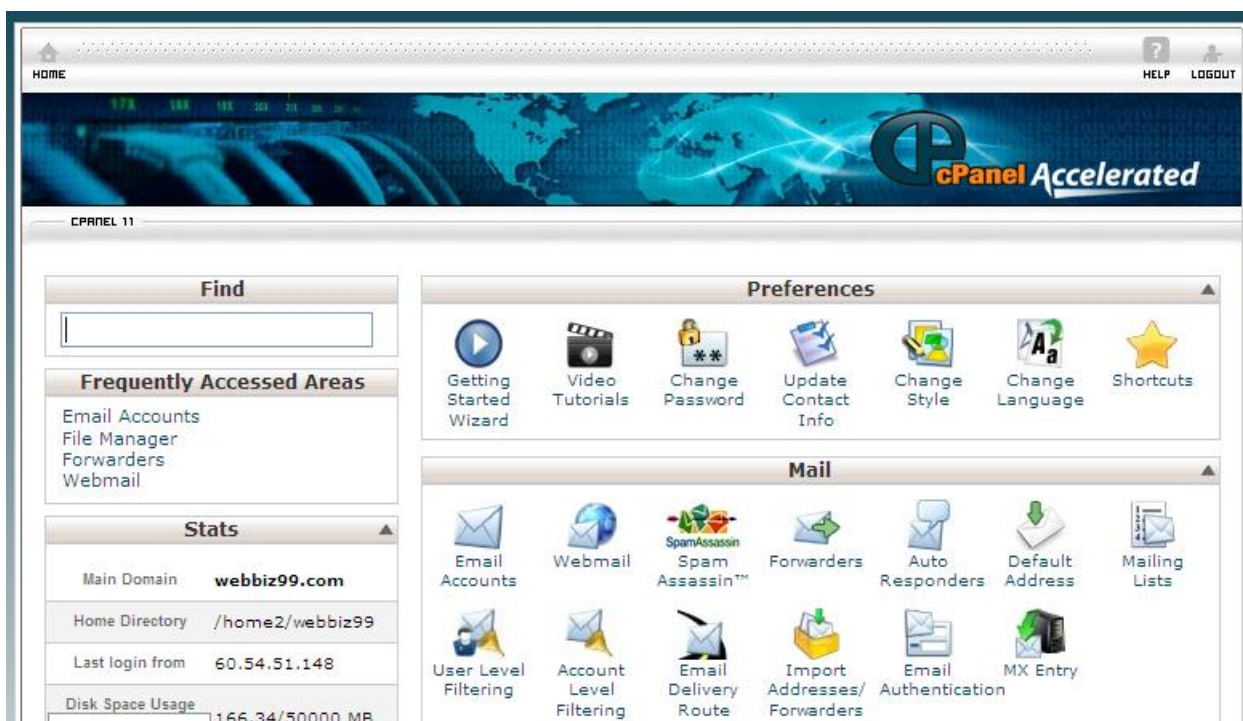 HOME
HELP LOGOUT
cPanel Accelerated
CPANEL 11
Find
Frequently Accessed Areas
Email Accounts
File Manager
Forwarders
Webmail
Stats
Main Domain webbiz99.com
Home Directory /home2/webbiz99
Last login from 60.54.51.148
Disk Space Usage
166.34/50000 MB
Preferences
Getting Started Wizard
Video Tutorials
Change Password
Update Contact Info
Change Style
Change Language
Shortcuts
Mail
Email Accounts
Webmail
SpamAssassin
Spam Assassin™
Forwarders
Auto Responders
Default Address
Mailing Lists
User Level Filtering
Account Level Filtering
Email Delivery Route
Import Addresses/ Forwarders
Email Authentication
MX Entry